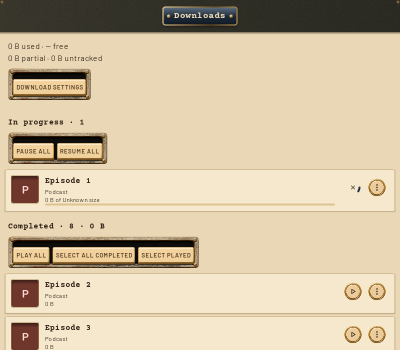 Downloads
0 B used · — free
0 B partial · 0 B untracked
DOWNLOAD SETTINGS
In progress · 1
PAUSE ALL RESUME ALL
P
Episode 1
Podcast
0 B of Unknown size
Completed · 8 · 0 B
PLAY ALL SELECT ALL COMPLETED SELECT PLAYED
P
Episode 2
Podcast
0 B
P
Episode 3
Podcast
0 B